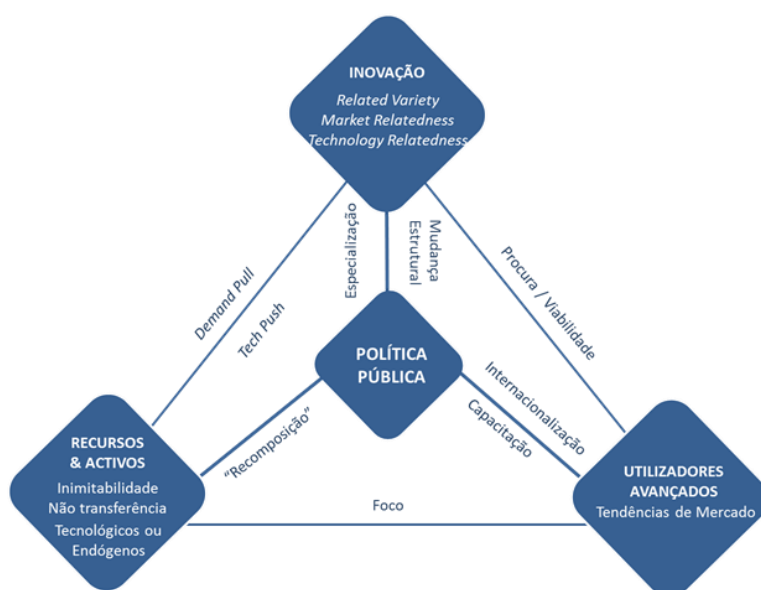 INOVAÇÃO
Related Variety
Market Relatedness
Technology Relatedness
Demand Pull
Tech Push
Especialização
Mudança
Estrutural
Procura / Viabilidade
POLÍTICA
PÚBLICA
"Recomposição"
Internacionalização
Capacitação
RECURSOS
& ACTIVOS
Inimitabilidade
Não transferência
Tecnológicos ou
Endógenos
Foco
UTILIZADORES
AVANÇADOS
Tendências de Mercado